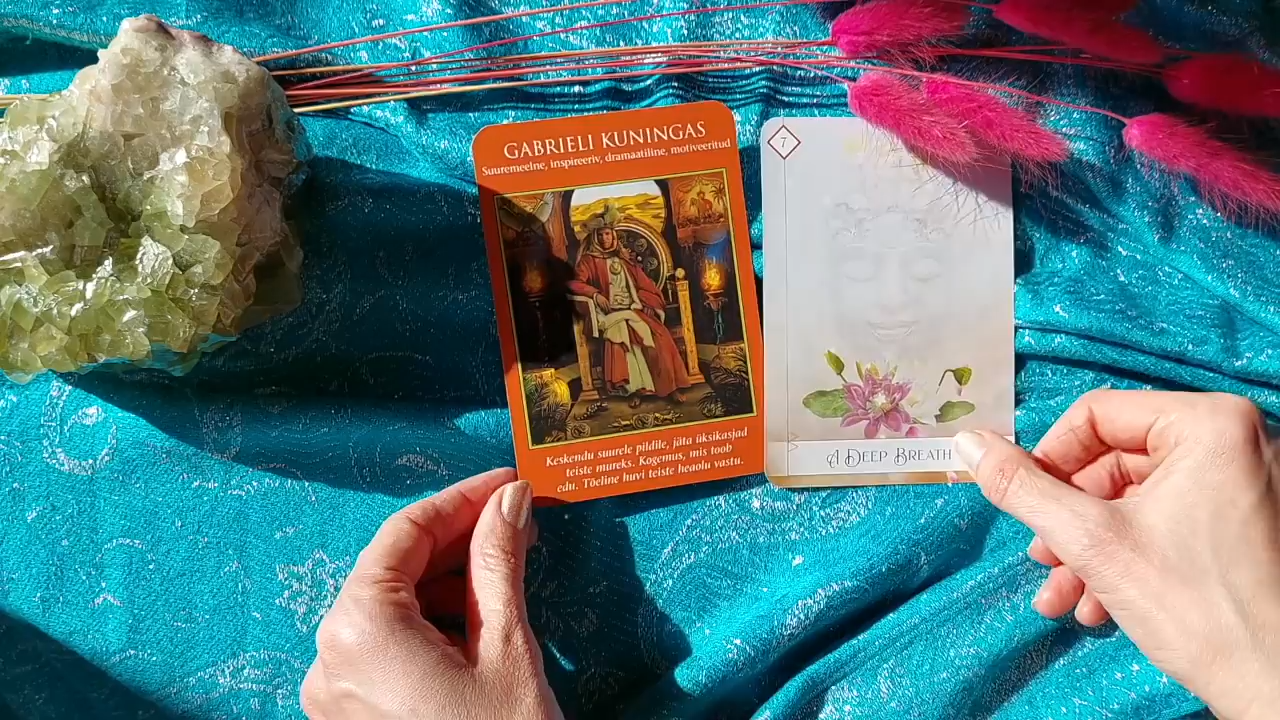 GABRIELI KUNINGAS
Suuremeelne, inspireeriv, dramaatiline, motiveeritud
Keskendu suurele pildile, jäta üksikasjad
teiste mureks. Kogemus, mis toob
edu. Tõeline huvi teiste heaolu vastu.
7
A DEEP BREATH